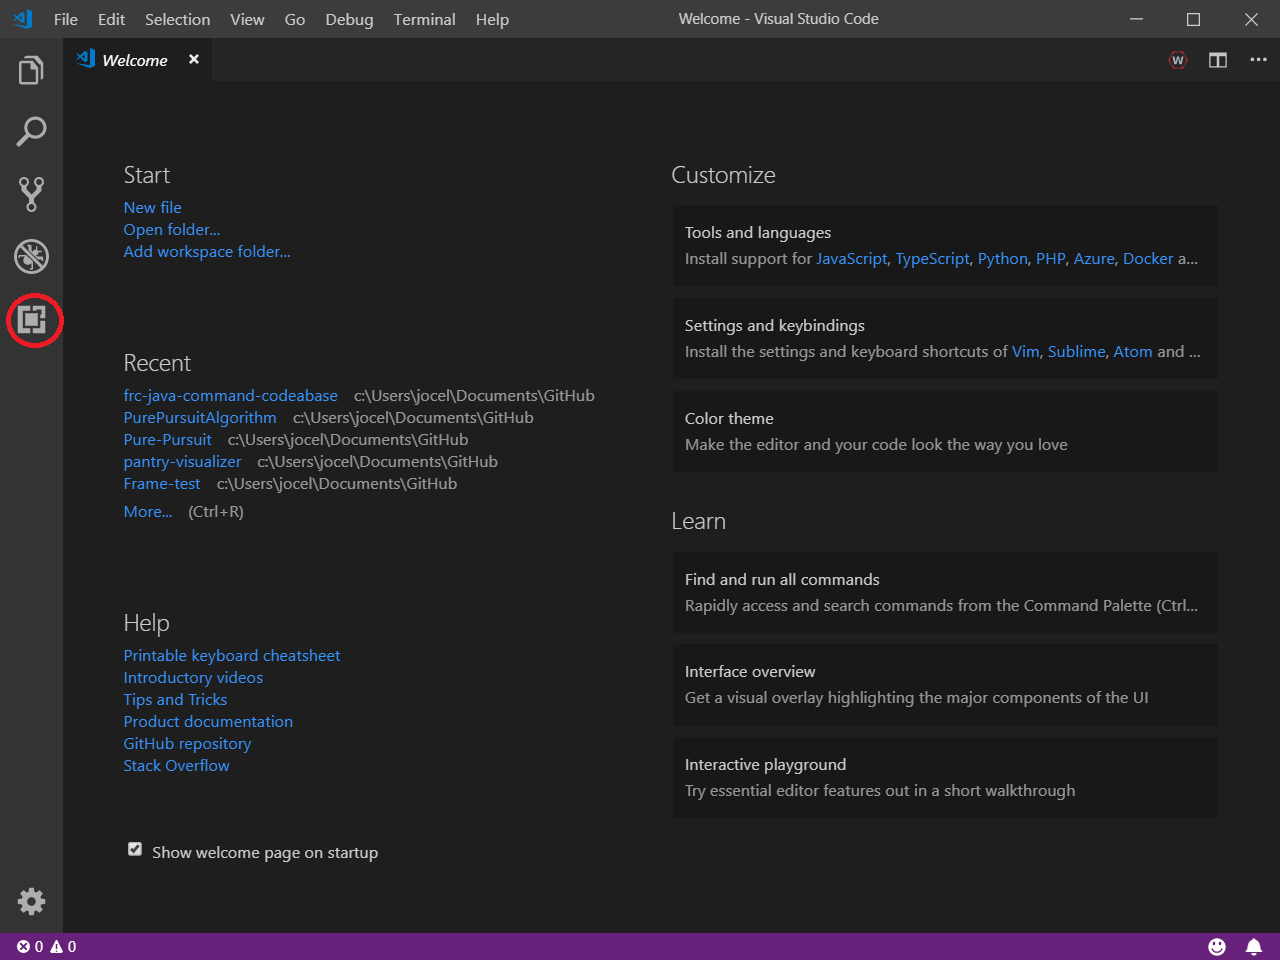 File Edit Selection View Go Debug Terminal Help Welcome - Visual Studio Code
Welcome
W
Start
New file
Open folder...
Add workspace folder...
Recent
frc-java-command-codeabase c:\Users\jocel\Documents\GitHub
PurePursuitAlgorithm c:\Users\jocel\Documents\GitHub
Pure-Pursuit c:\Users\jocel\Documents\GitHub
pantry-visualizer c:\Users\jocel\Documents\GitHub
Frame-test c:\Users\jocel\Documents\GitHub
More... (Ctrl+R)
Help
Printable keyboard cheatsheet
Introductory videos
Tips and Tricks
Product documentation
GitHub repository
Stack Overflow
Show welcome page on startup
Customize
Tools and languages
Install support for JavaScript, TypeScript, Python, PHP, Azure, Docker a...
Settings and keybindings
Install the settings and keyboard shortcuts of Vim, Sublime, Atom and ...
Color theme
Make the editor and your code look the way you love
Learn
Find and run all commands
Rapidly access and search commands from the Command Palette (Ctrl...
Interface overview
Get a visual overlay highlighting the major components of the UI
Interactive playground
Try essential editor features out in a short walkthrough
0 0